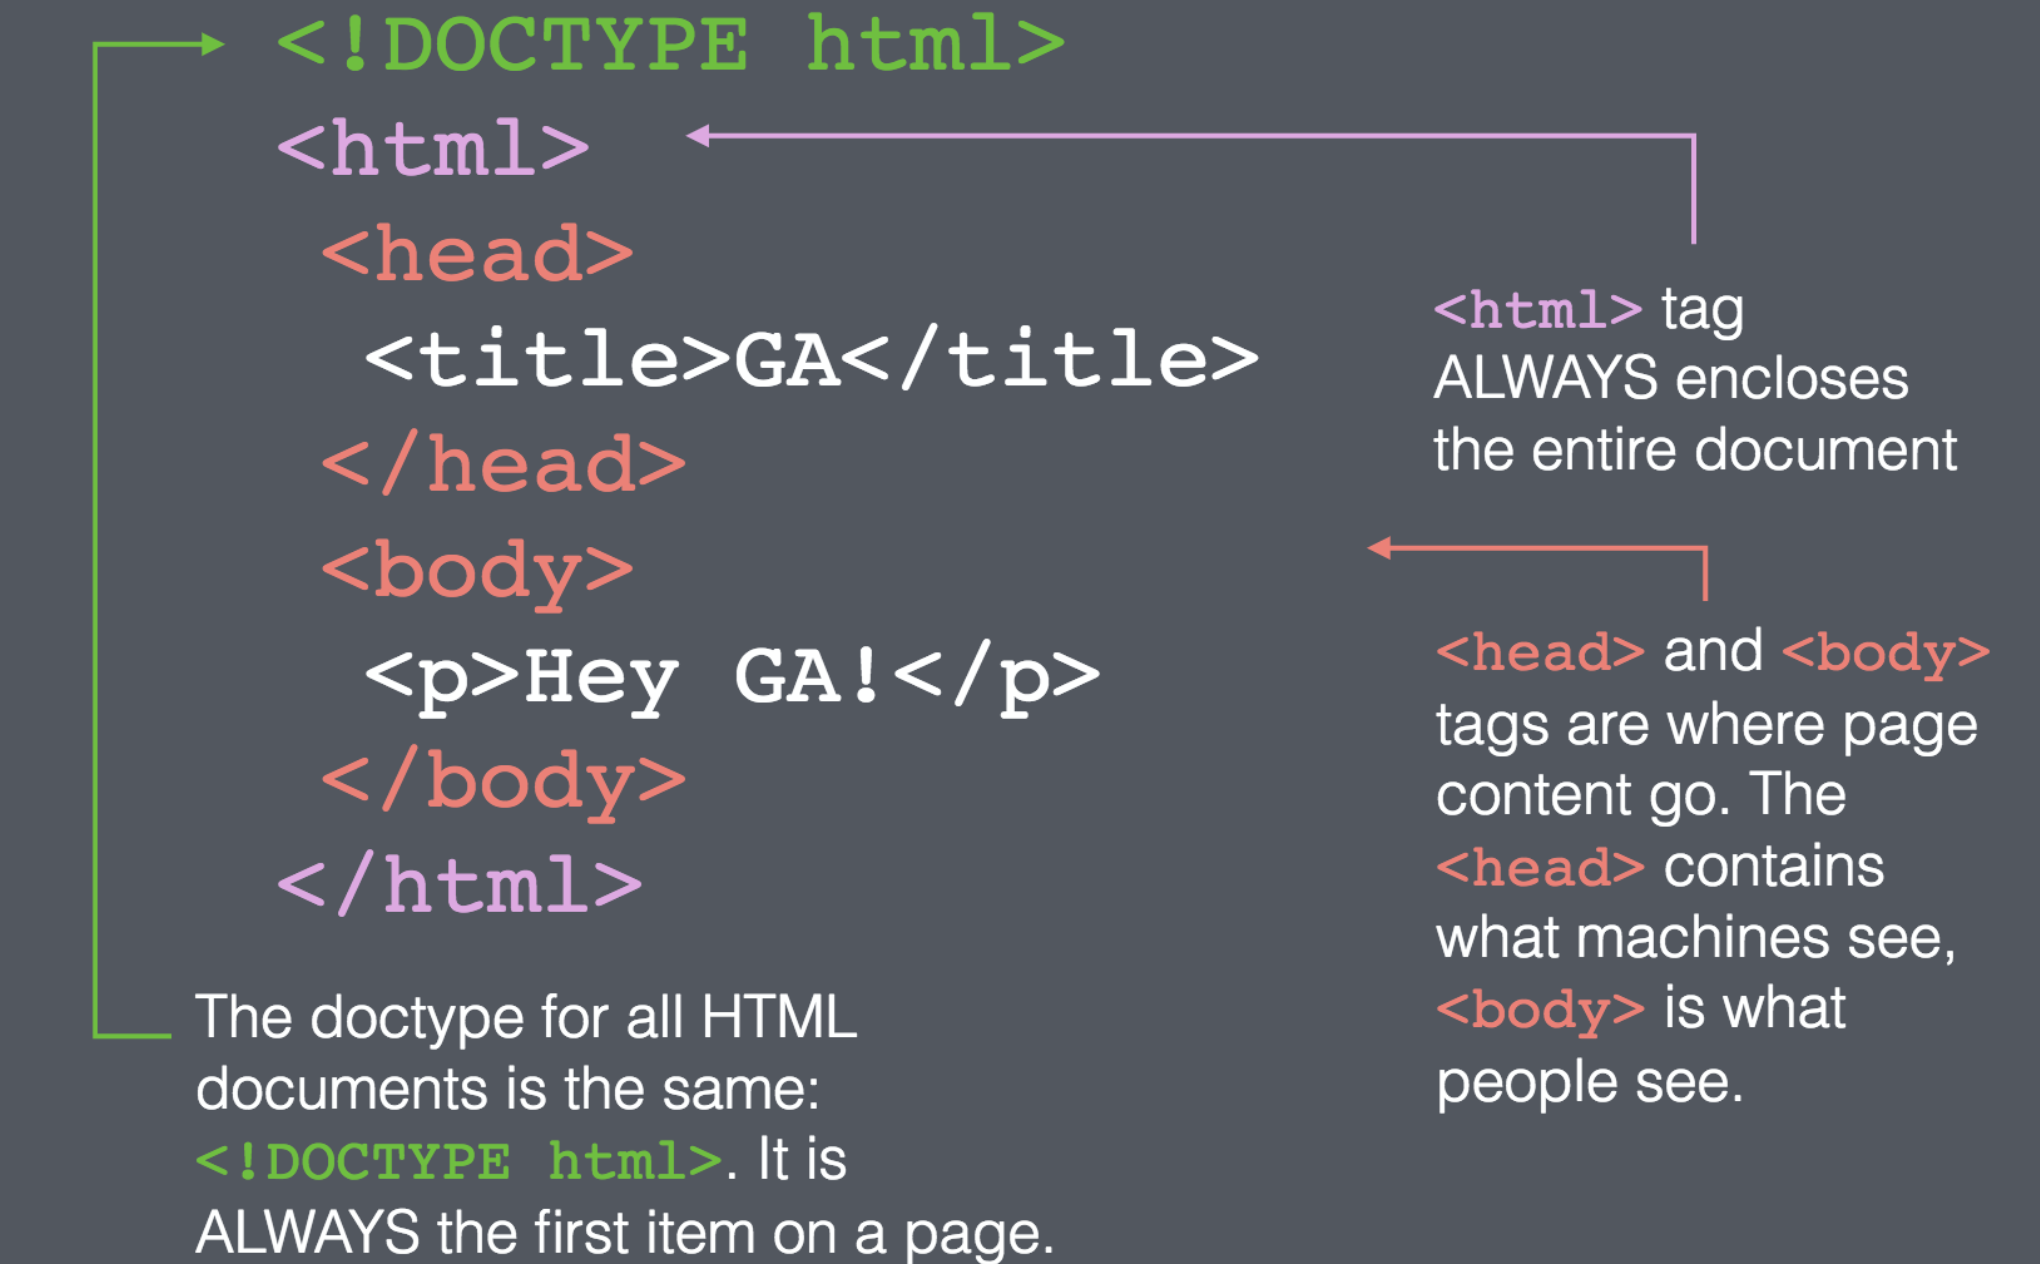 <!DOCTYPE html>
<html>
<head>
<title>GA</title>
</head>
<body>
<p>Hey GA!</p>
</body>
</html>
<html> tag
ALWAYS encloses
the entire document
<head> and <body>
tags are where page
content go. The
<head> contains
what machines see,
<body> is what
people see.
The doctype for all HTML
documents is the same:
<!DOCTYPE html>. It is
ALWAYS the first item on a page.